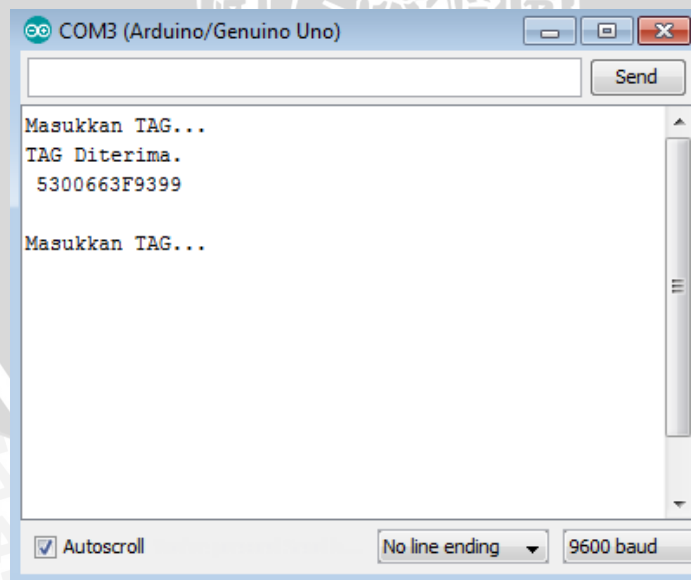 COM3 (Arduino/Genuino Uno)
Send
Masukkan TAG...
TAG Diterima.
5300663F9399
Masukkan TAG...
Autoscroll
No line ending
9600 baud